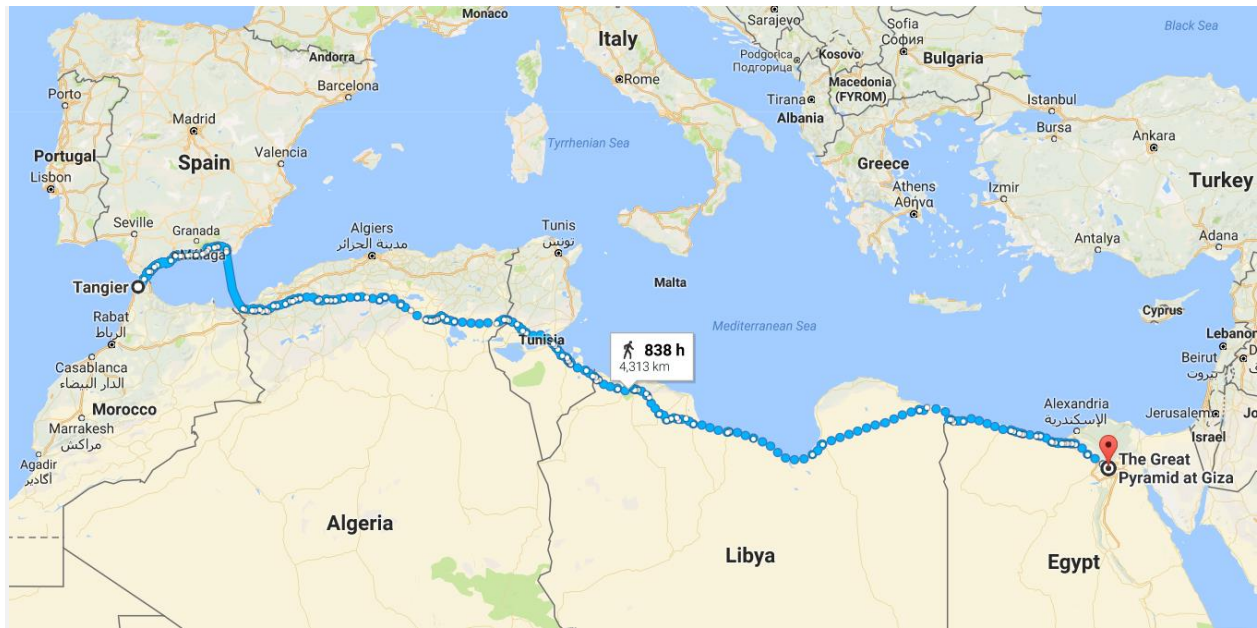 Monaco
Andorra
Porto
Barcelona
Madrid
Portugal
Spain
Valencia
Lisbon
Seville
Granada
Tangier
Rabat
الرباط
Casablanca
الدار البيضاء
Morocco
Marrakesh
مراكش
Agadir
أكادير
Algiers
مدينة الجزائر
Algeria
Italy
Rome
Tyrrhenian Sea
Tunis
تونس
Tunisia
Malta
838 h
4,313 km
Mediterranean Sea
Libya
Sarajevo
Podgorica
Подгорица
Kosovo
Sofia
София
Bulgaria
Macedonia
(FYROM)
Tirana
Albania
Greece
Athens
Αθήνα
Black Sea
Istanbul
Bursa
Ankara
Izmir
Turkey
Antalya
Adana
Cyprus
Lebanon
Beirut
بيروت
Jerusalem
Israel
Jo
Alexandria
الإسكندرية
The Great
Pyramid at Giza
Egypt